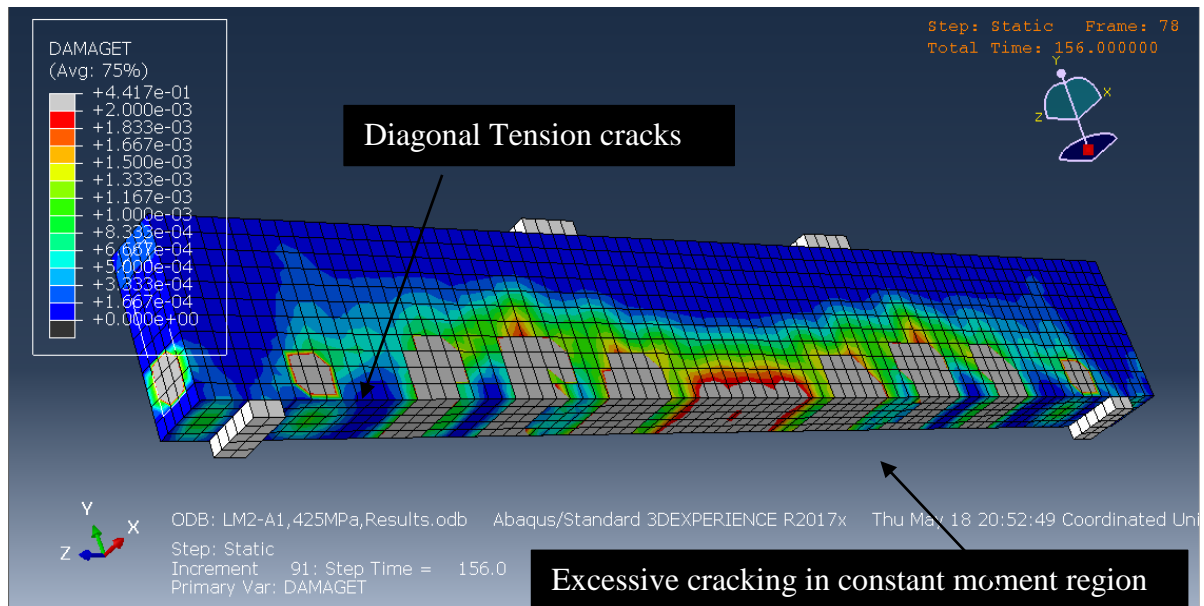 Step: Static Frame: 78
Total Time: 156.000000
DAMAGET
(Avg: 75%)
+4.417e-01
+2.000e-03
+1.833e-03
+1.667e-03
+1.500e-03
+1.333e-03
+1.167e-03
+1.000e-03
+8.333e-04
+6.667e-04
+5.000e-04
+3.333e-04
+1.667e-04
+0.000e+00
Y
X
Z
Diagonal Tension cracks
Y
X
Z
ODB: LM2-A1,425MPa,Results.odb Abaqus/Standard 3DEXPERIENCE R2017x Thu May 18 20:52:49 Coordinated Uni
Step: Static
Increment 91: Step Time = 156.0
Primary Var: DAMAGET
Excessive cracking in constant moment region